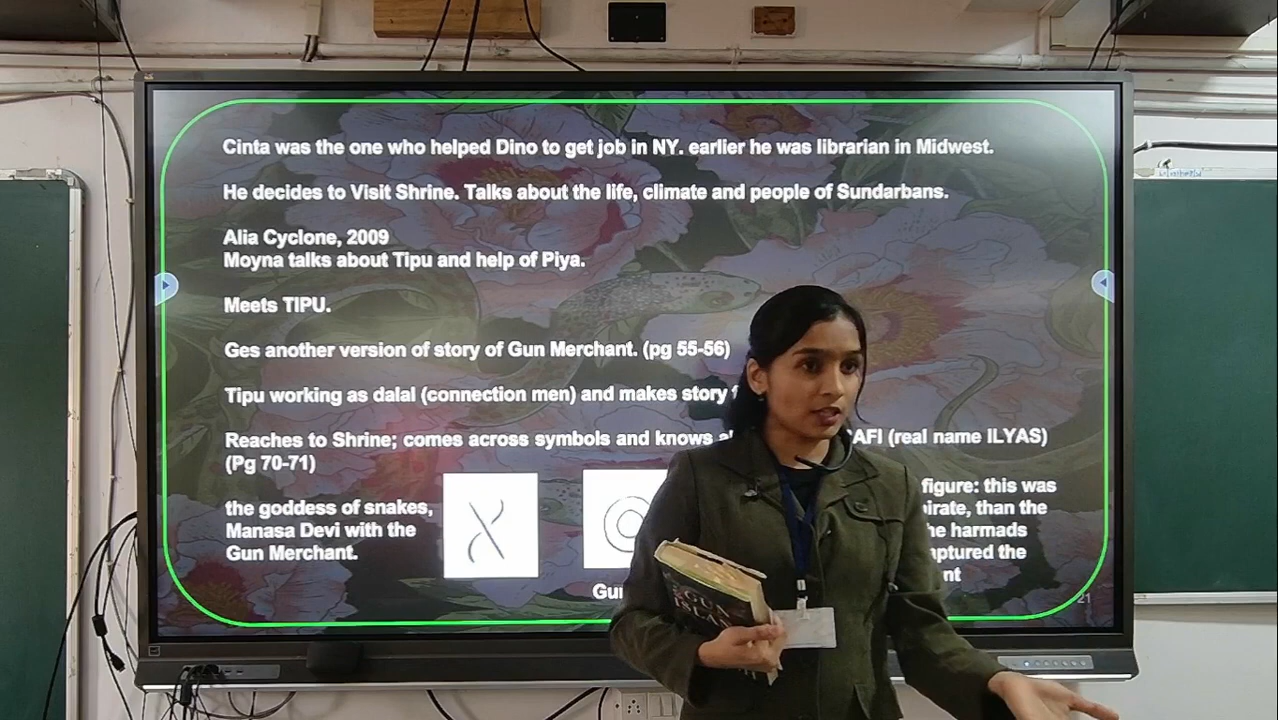 Cinta was the one who helped Dino to get job in NY. earlier he was librarian in Midwest.
He decides to Visit Shrine. Talks about the life, climate and people of Sundarbans.
Alia Cyclone, 2009
Moyna talks about Tipu and help of Piya.
Meets TIPU.
Ges another version of story of Gun Merchant. (pg 55-56)
Tipu working as dalal (connection men) and makes story
Reaches to Shrine; comes across symbols and knows (real name ILYAS)
(Pg 70-71)
the goddess of snakes,
Manasa Devi with the
Gun Merchant.
figure: this was
than the
harmads
the
21
GUN